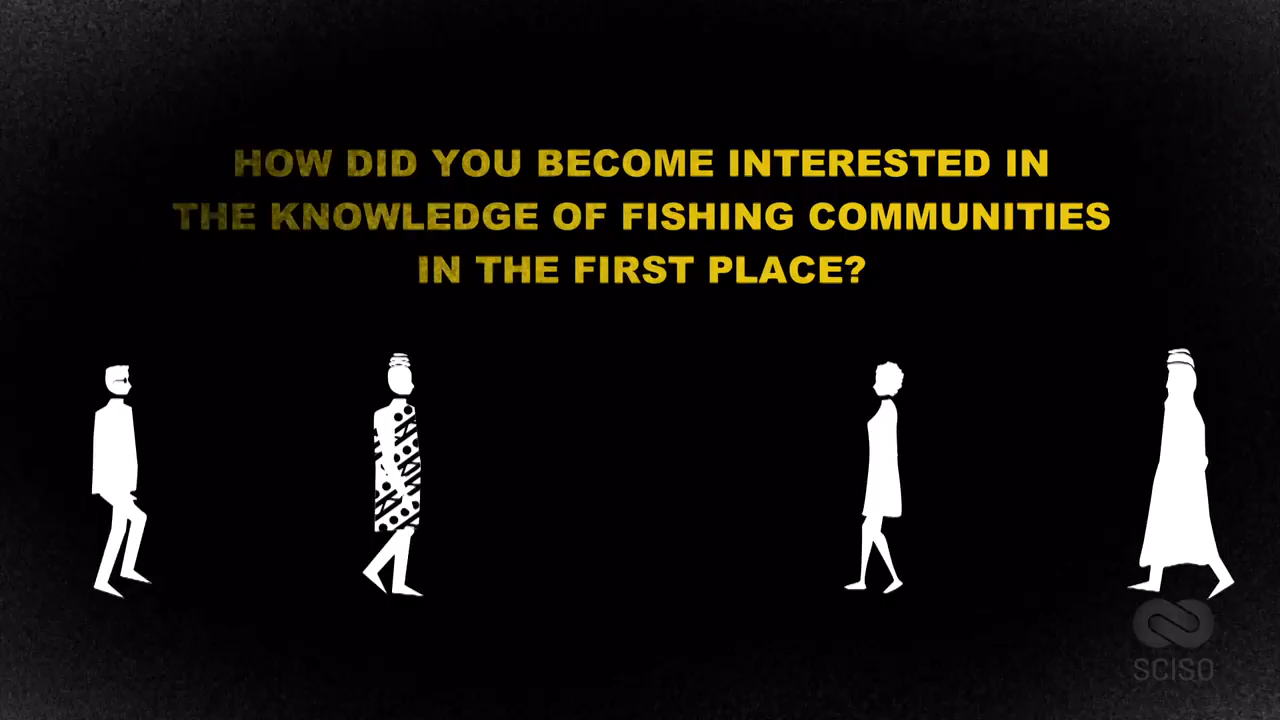 HOW DID YOU BECOME INTERESTED IN
THE KNOWLEDGE OF FISHING COMMUNITIES
IN THE FIRST PLACE?
SCISO